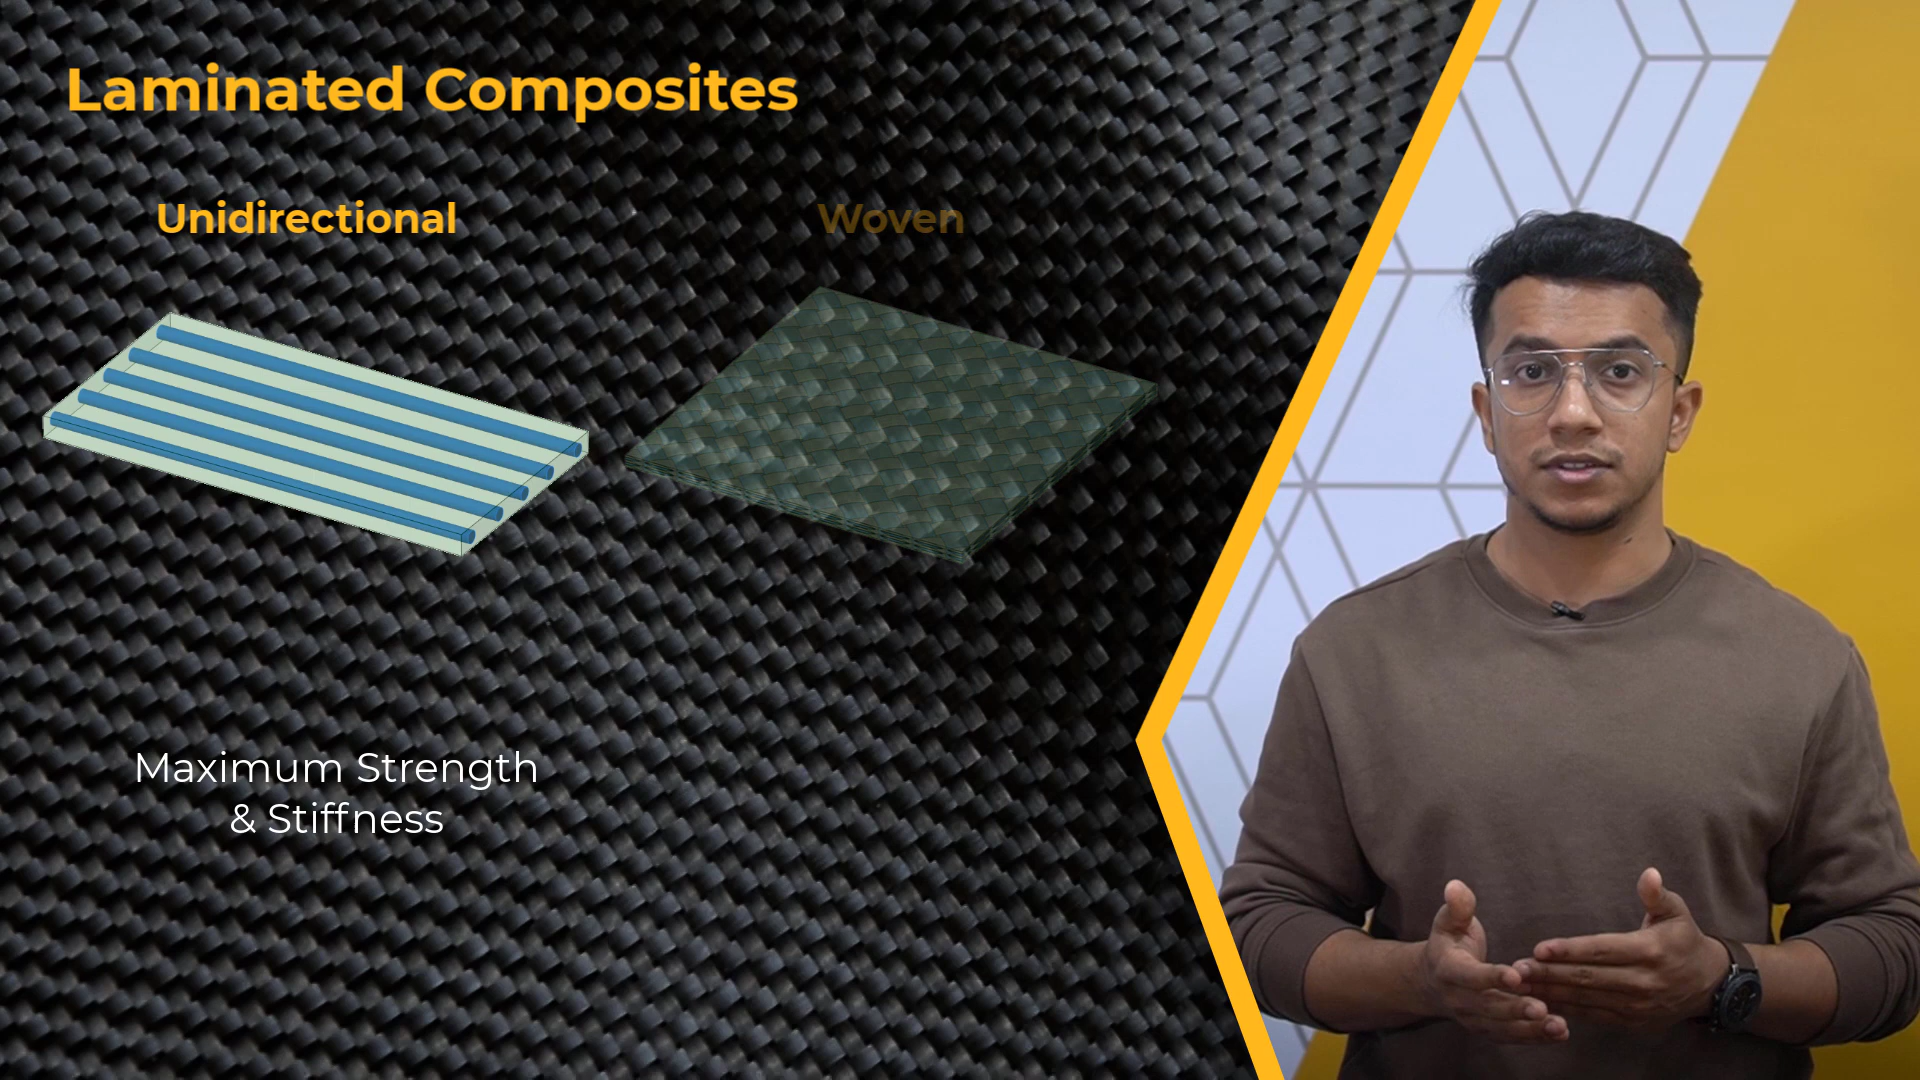 Laminated Composites
Unidirectional
Woven
Maximum Strength
& Stiffness